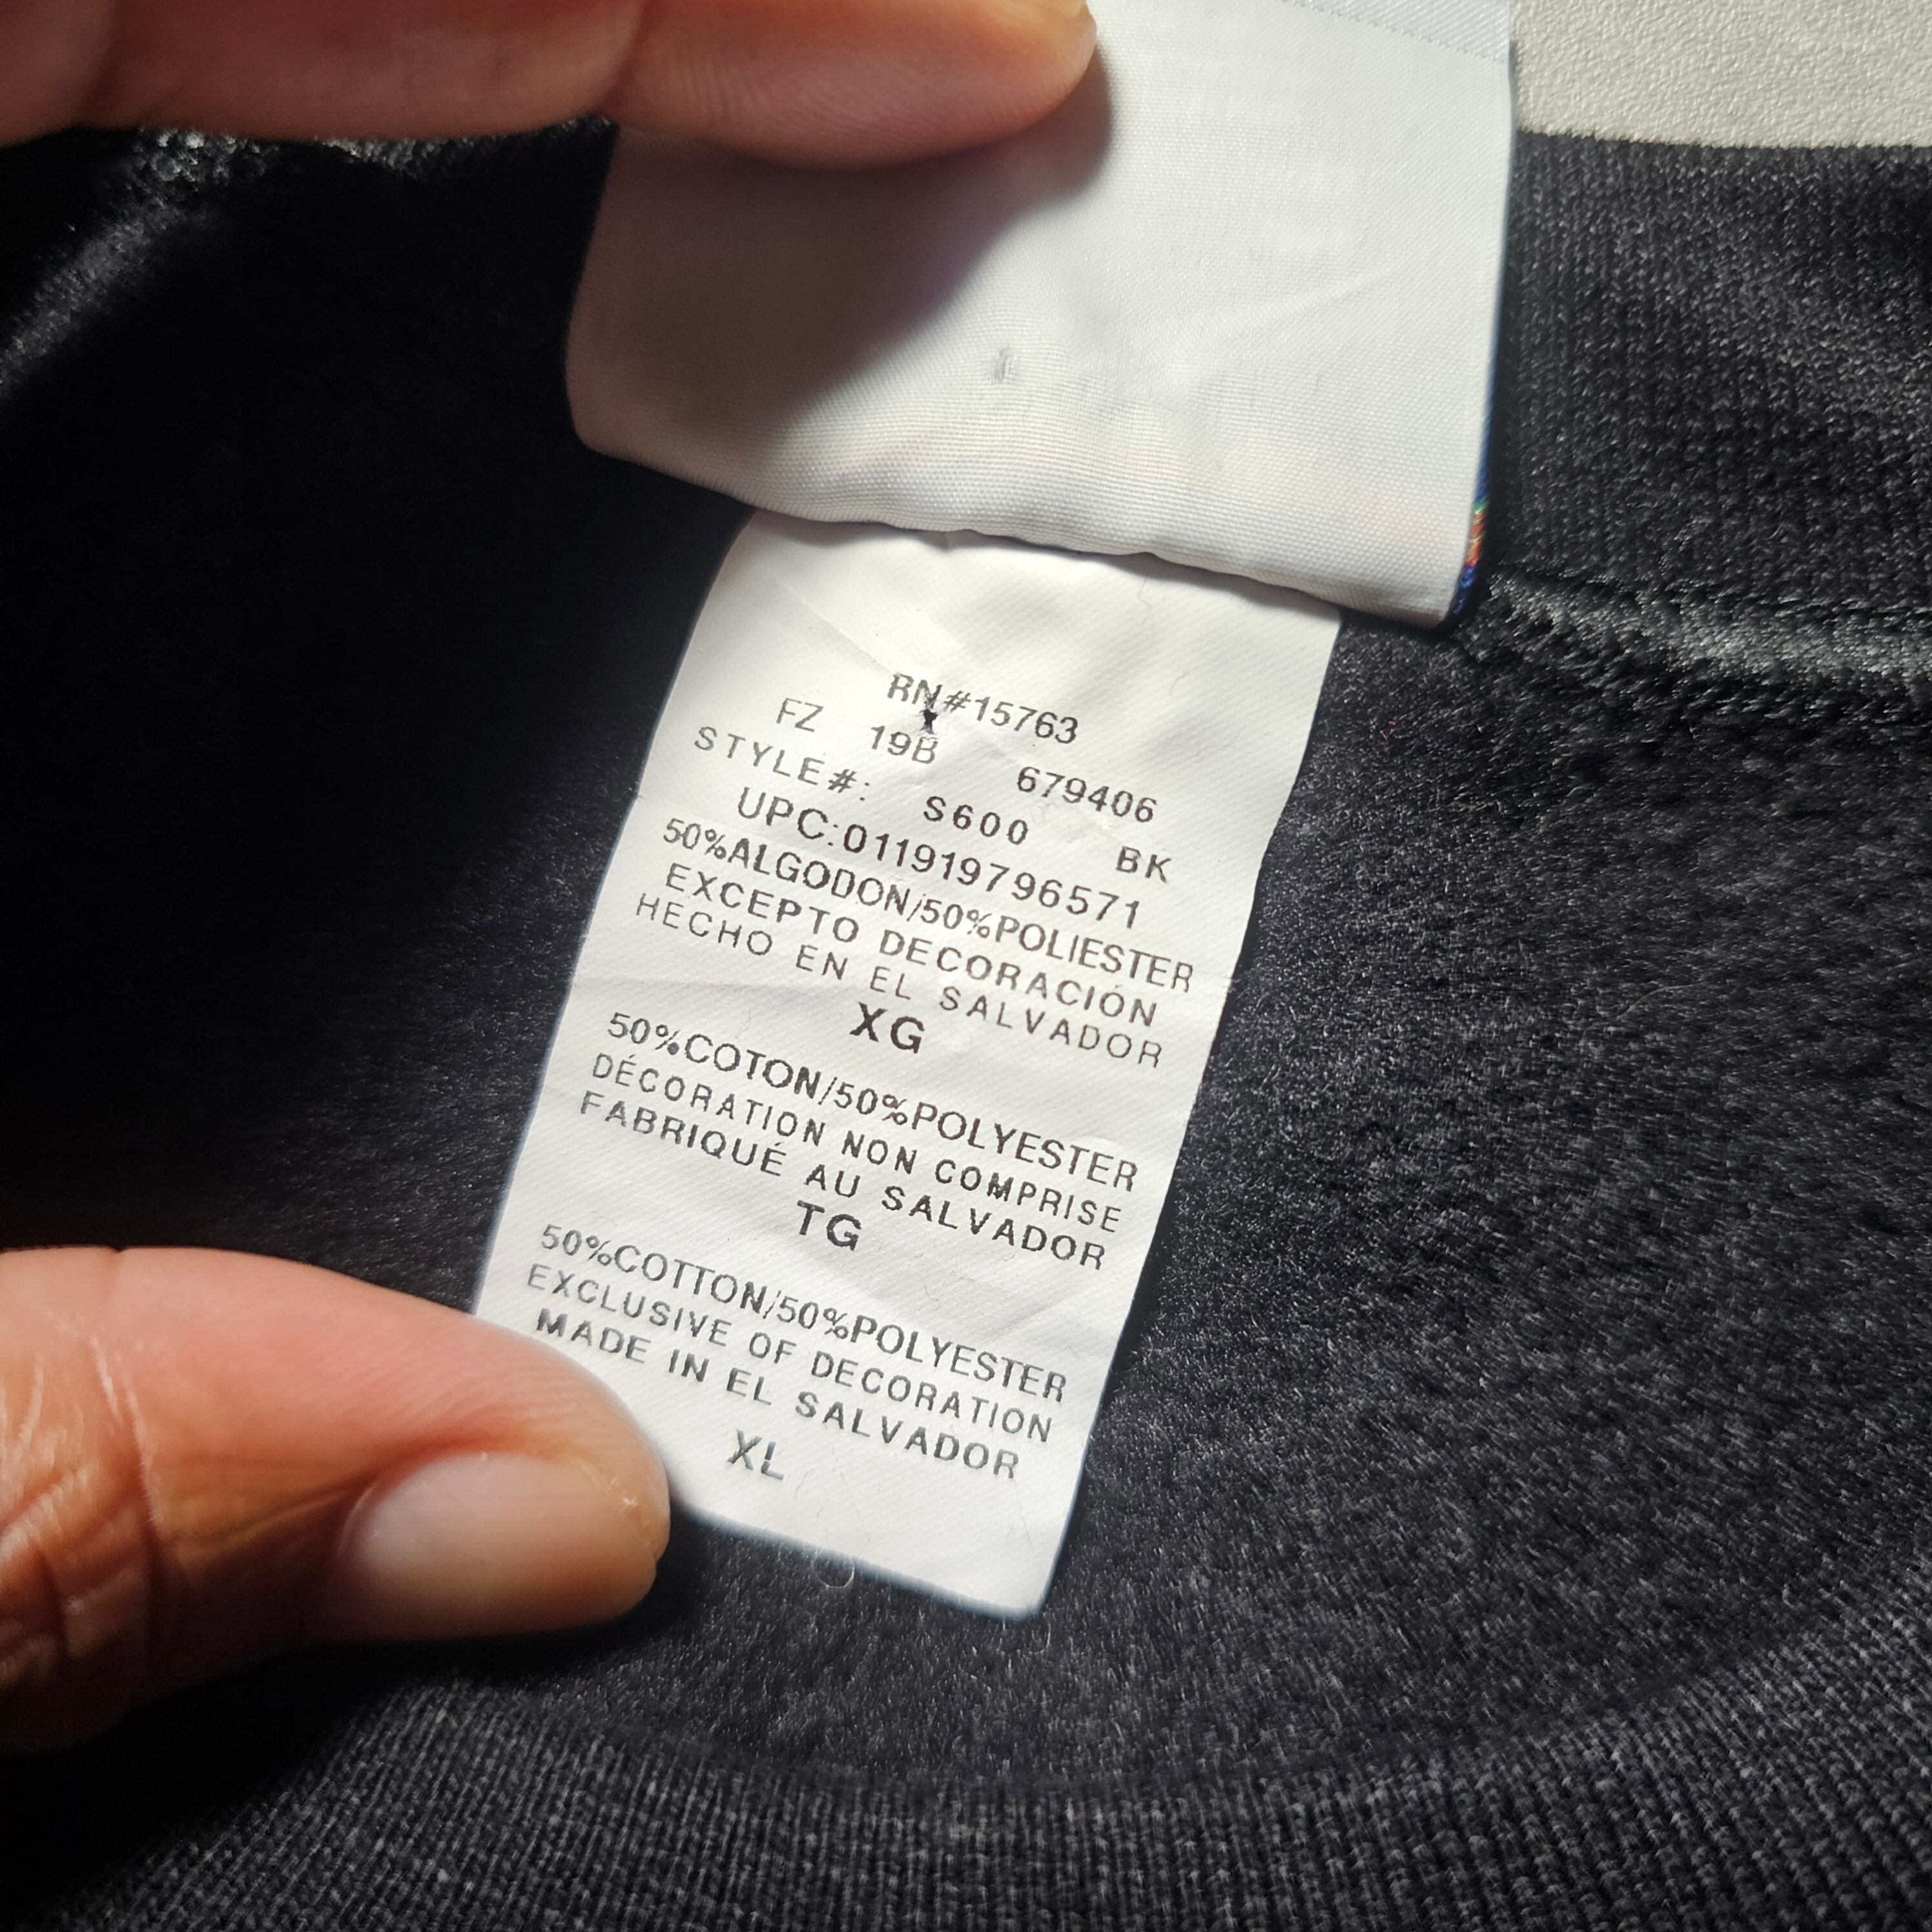 RN#15763
FZ 19B 679406
STYLE#: S600 BK
UPC:011919796571
50%ALGODON/50%POLIESTER
EXCEPTO DECORACIÓN
HECHO EN EL SALVADOR
XG
50%COTON/50%POLYESTER
DÉCORATION NON COMPRISE
FABRIQUÉ AU SALVADOR
TG
50%COTTON/50%POLYESTER
EXCLUSIVE OF DECORATION
MADE IN EL SALVADOR
XL